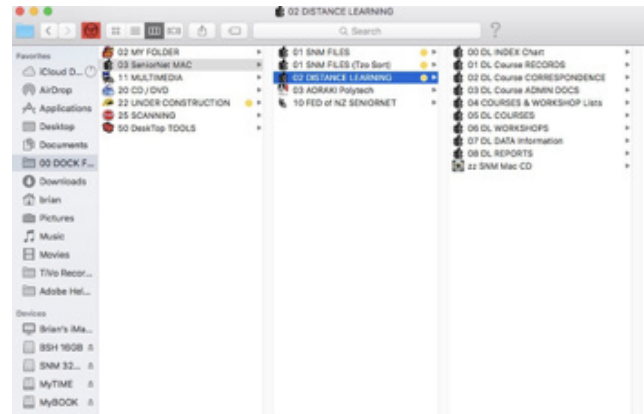 02 DISTANCE LEARNING
Search
?
Favorites
iCloud D...
AirDrop
Applications
Desktop
Documents
00 DOCK F...
Downloads
brian
Pictures
Music
Movies
TiVo Recor...
Adobe Hel...
Devices
Brian's iMa...
BSH 16GB
SNM 32...
MyTIME
MyBOOK
02 MY FOLDER
03 SeniorNet MAC
11 MULTIMEDIA
20 CD / DVD
22 UNDER CONSTRUCTION
25 SCANNING
50 DeskTop TOOLS
01 SNM FILES
01 SNM FILES (Tzo Sort)
02 DISTANCE LEARNING
03 AORAKI Polytech
10 FED of NZ SENIORNET
00 DL INDEX Chart
01 DL Course RECORDS
02 DL Course CORRESPONDENCE
03 DL Course ADMIN DOCS
04 COURSES & WORKSHOP Lists
05 DL COURSES
06 DL WORKSHOPS
07 DL DATA Information
08 DL REPORTS
zz SNM Mac CD